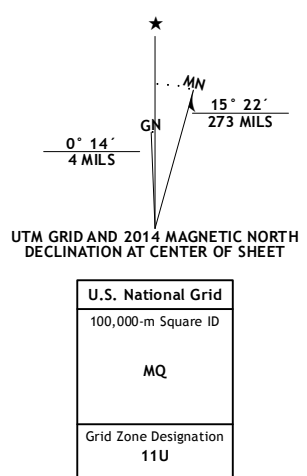 MN
GN
15° 22´
273 MILS
0° 14´
4 MILS
UTM GRID AND 2014 MAGNETIC NORTH
DECLINATION AT CENTER OF SHEET
U.S. National Grid
100,000-m Square ID
MQ
Grid Zone Designation
11U